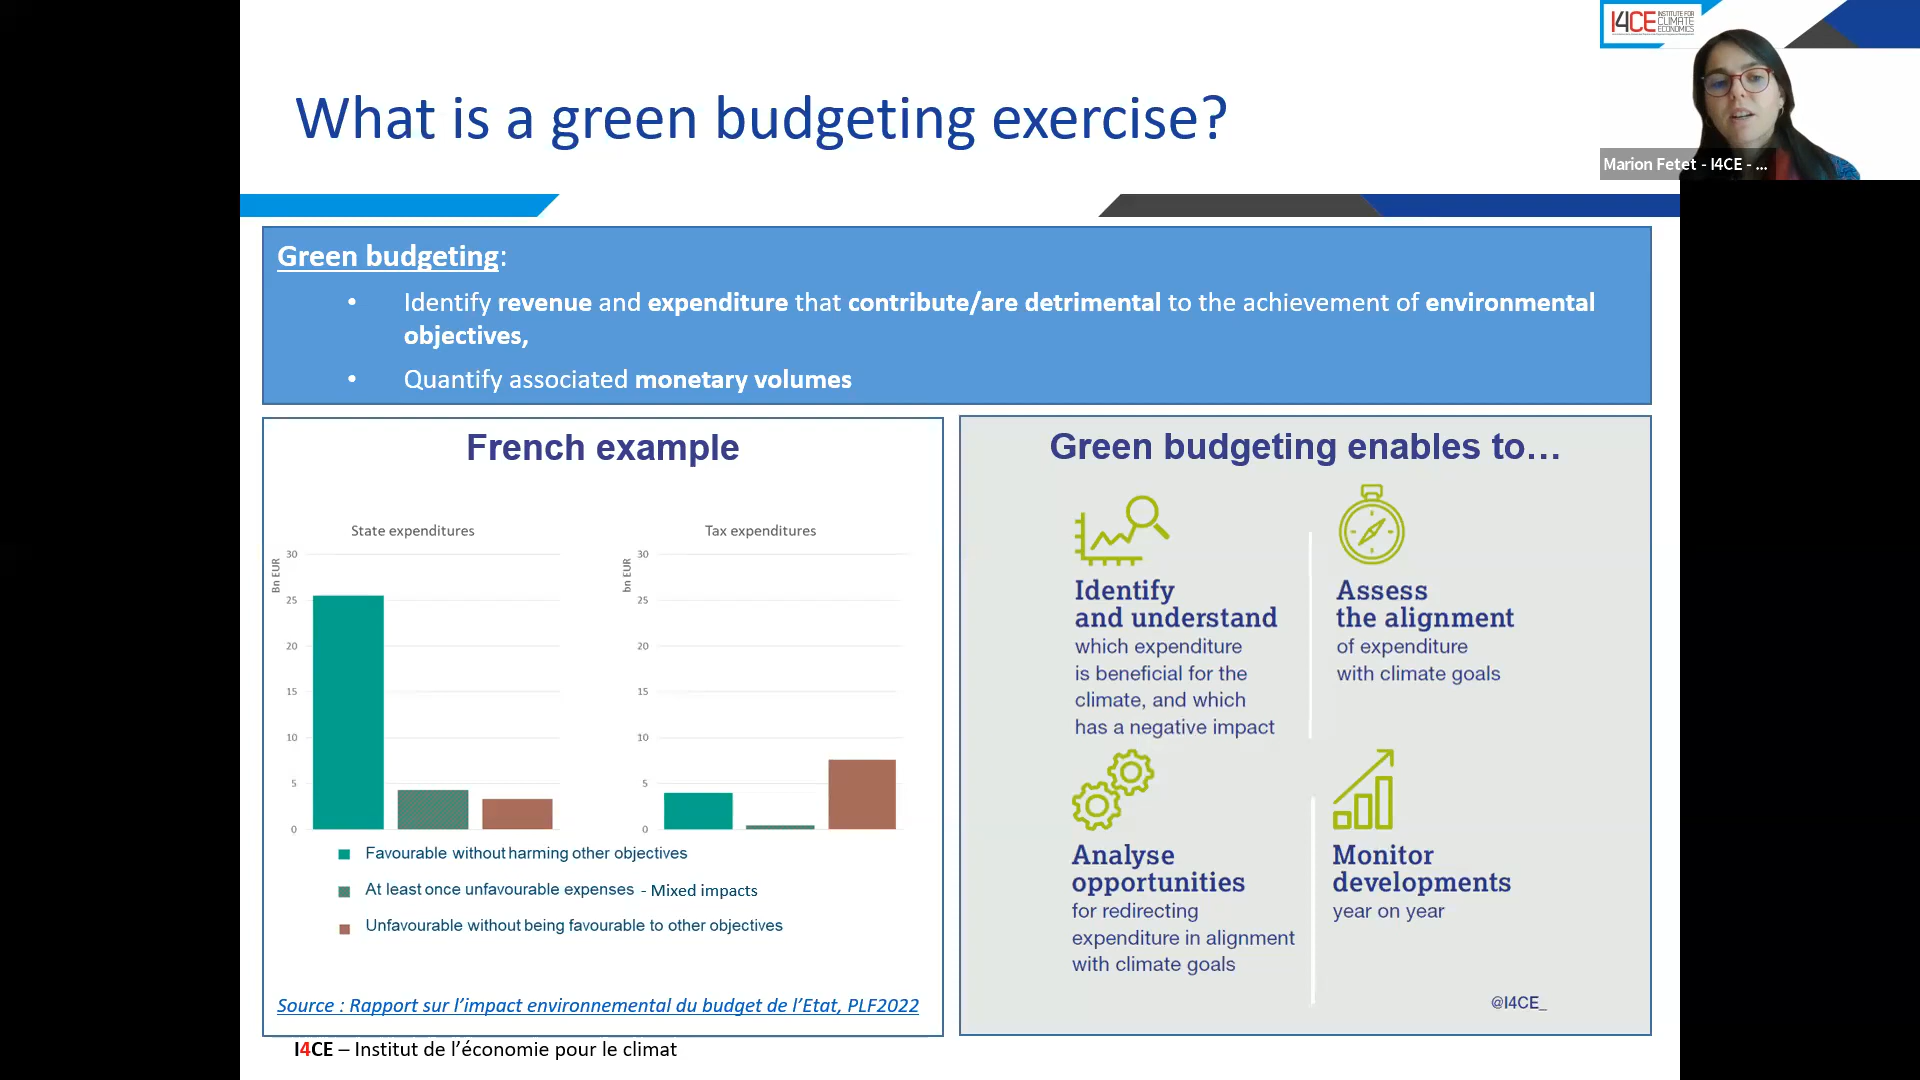 I4CE INSTITUTE FOR
CLIMATE
ECONOMICS
What is a green budgeting exercise?
Marion Fetet - I4CE - ...
Green budgeting:
• Identify revenue and expenditure that contribute/are detrimental to the achievement of environmental
objectives,
• Quantify associated monetary volumes
French example
State expenditures
Bn EUR
30
25
20
15
10
5
0
Tax expenditures
bn EUR
30
25
20
15
10
5
0
Favourable without harming other objectives
At least once unfavourable expenses - Mixed impacts
Unfavourable without being favourable to other objectives
Source : Rapport sur l’impact environnemental du budget de l’Etat, PLF2022
Green budgeting enables to…
Identify
and understand
which expenditure
is beneficial for the
climate, and which
has a negative impact
Assess
the alignment
of expenditure
with climate goals
Analyse
opportunities
for redirecting
expenditure in alignment
with climate goals
Monitor
developments
year on year
@I4CE_
I4CE – Institut de l’économie pour le climat